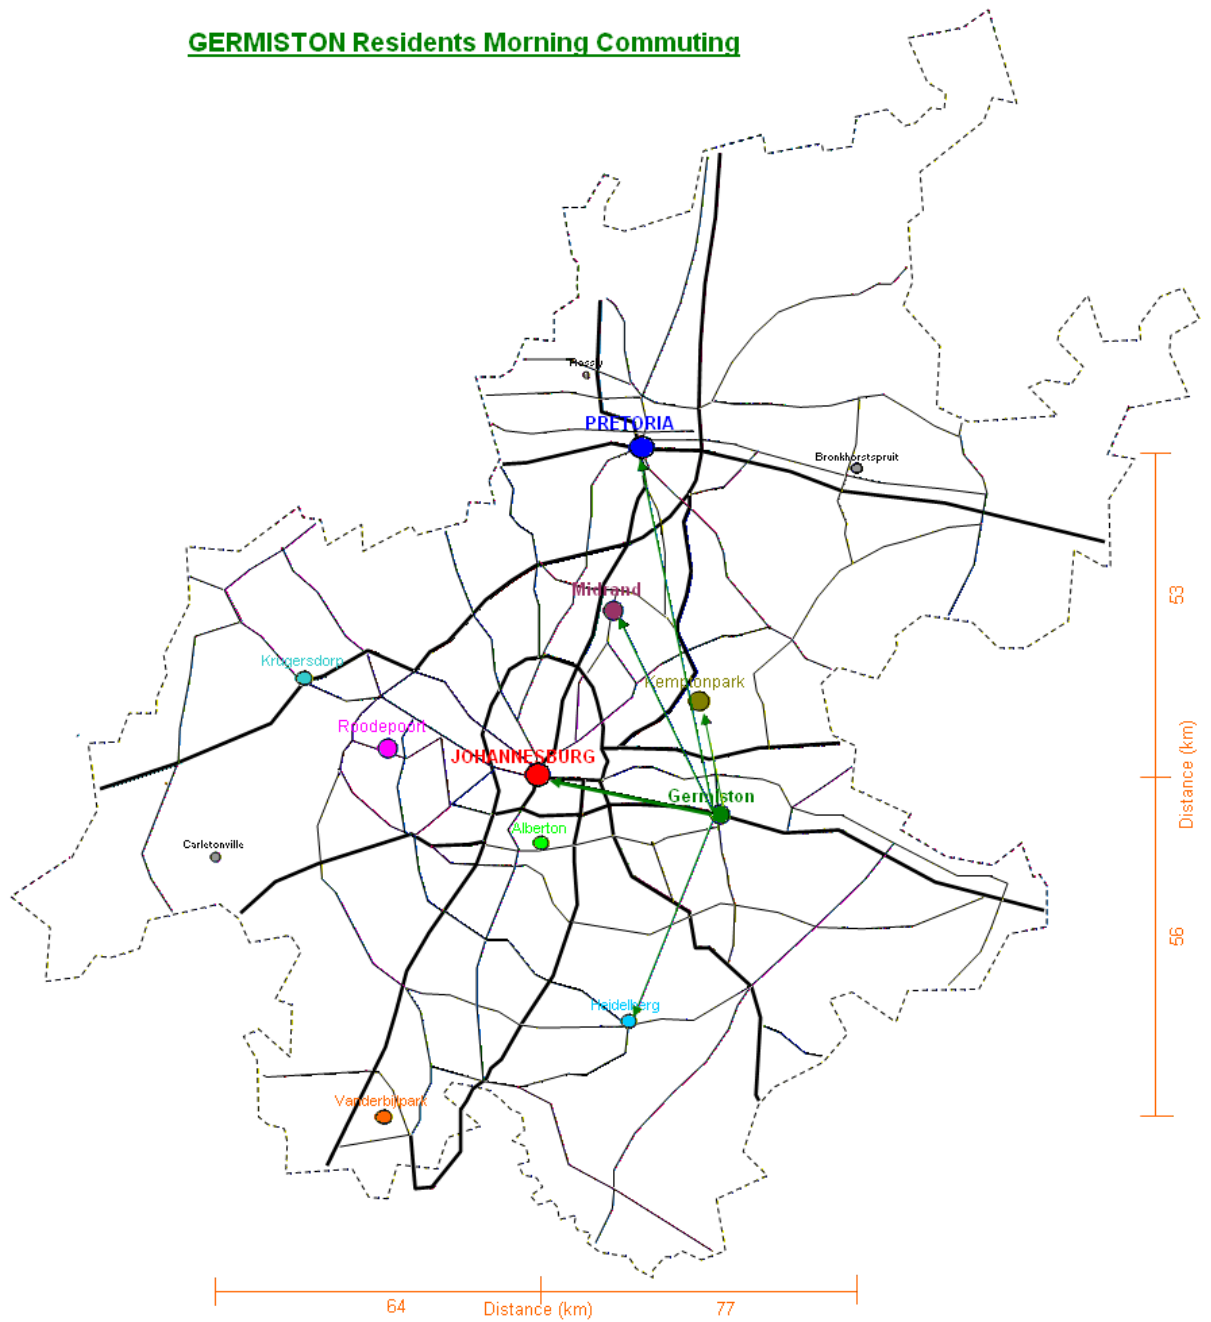 GERMISTON Residents Morning Commuting
PRETORIA
Bronkhorstspruit
Midrand
Krugersdorp
Kemptonpark
Roodepoort
JOHANNESBURG
Germiston
Alberton
Carletonville
Heidelberg
Vanderbijlpark
53
Distance (km)
56
64
Distance (km)
77